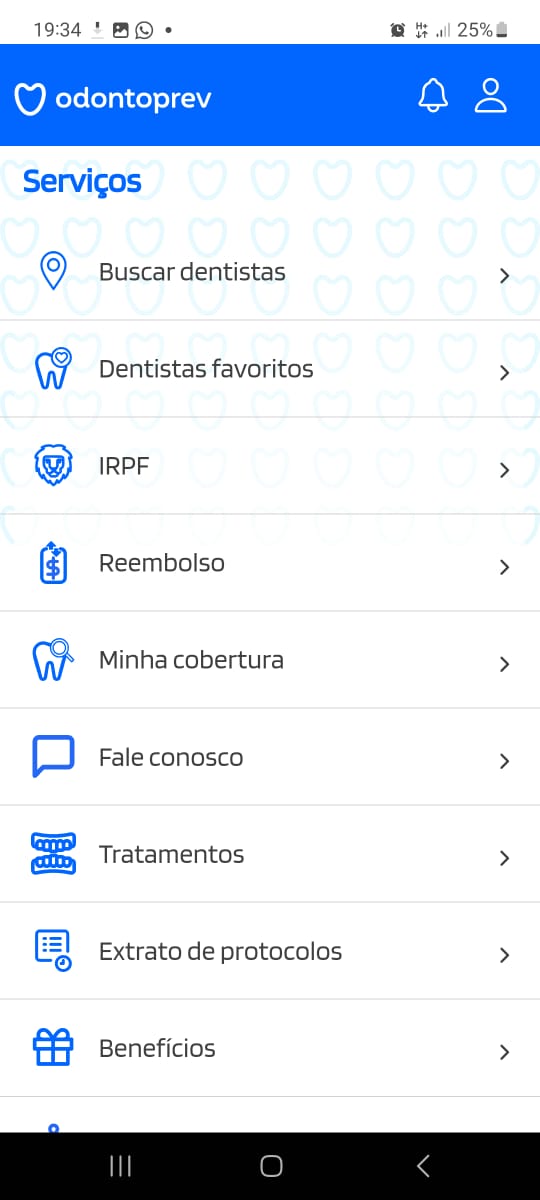 19:34
H+
25%
odontoprev
Serviços
Buscar dentistas
Dentistas favoritos
IRPF
Reembolso
Minha cobertura
Fale conosco
Tratamentos
Extrato de protocolos
Benefícios